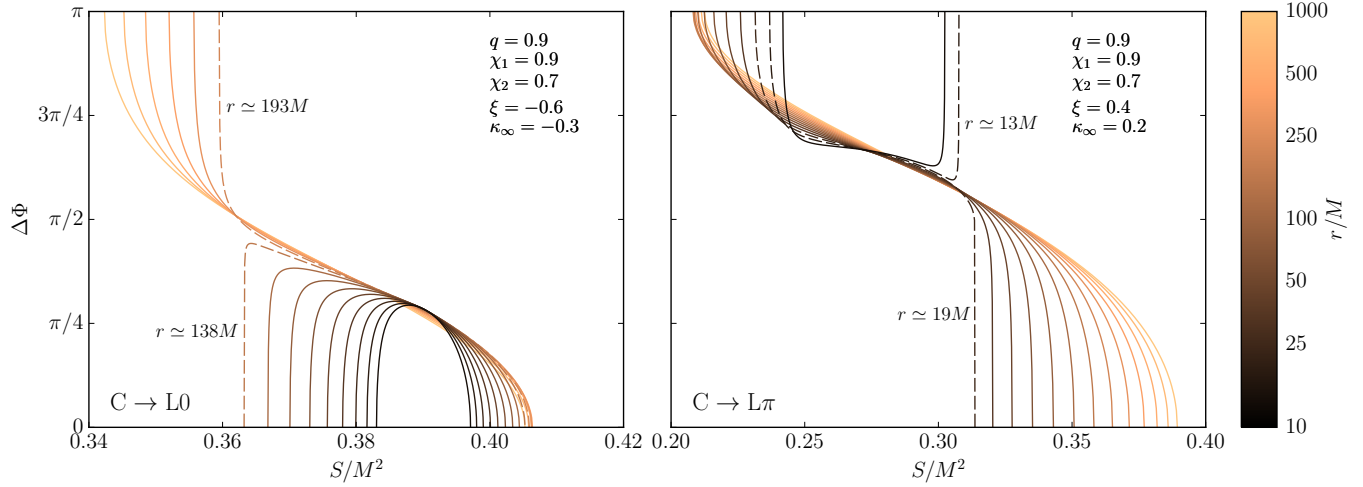 π
3π/4
π/2
π/4
0
ΔΦ
q = 0.9
χ₁ = 0.9
χ₂ = 0.7
ξ = −0.6
κ∞ = −0.3
r ≃ 193M
r ≃ 138M
C → L0
0.34
0.36
0.38
0.40
0.42
S/M²
q = 0.9
χ₁ = 0.9
χ₂ = 0.7
ξ = 0.4
κ∞ = 0.2
r ≃ 13M
r ≃ 19M
C → Lπ
0.20
0.25
0.30
0.35
0.40
S/M²
1000
500
250
100
50
25
10
r/M